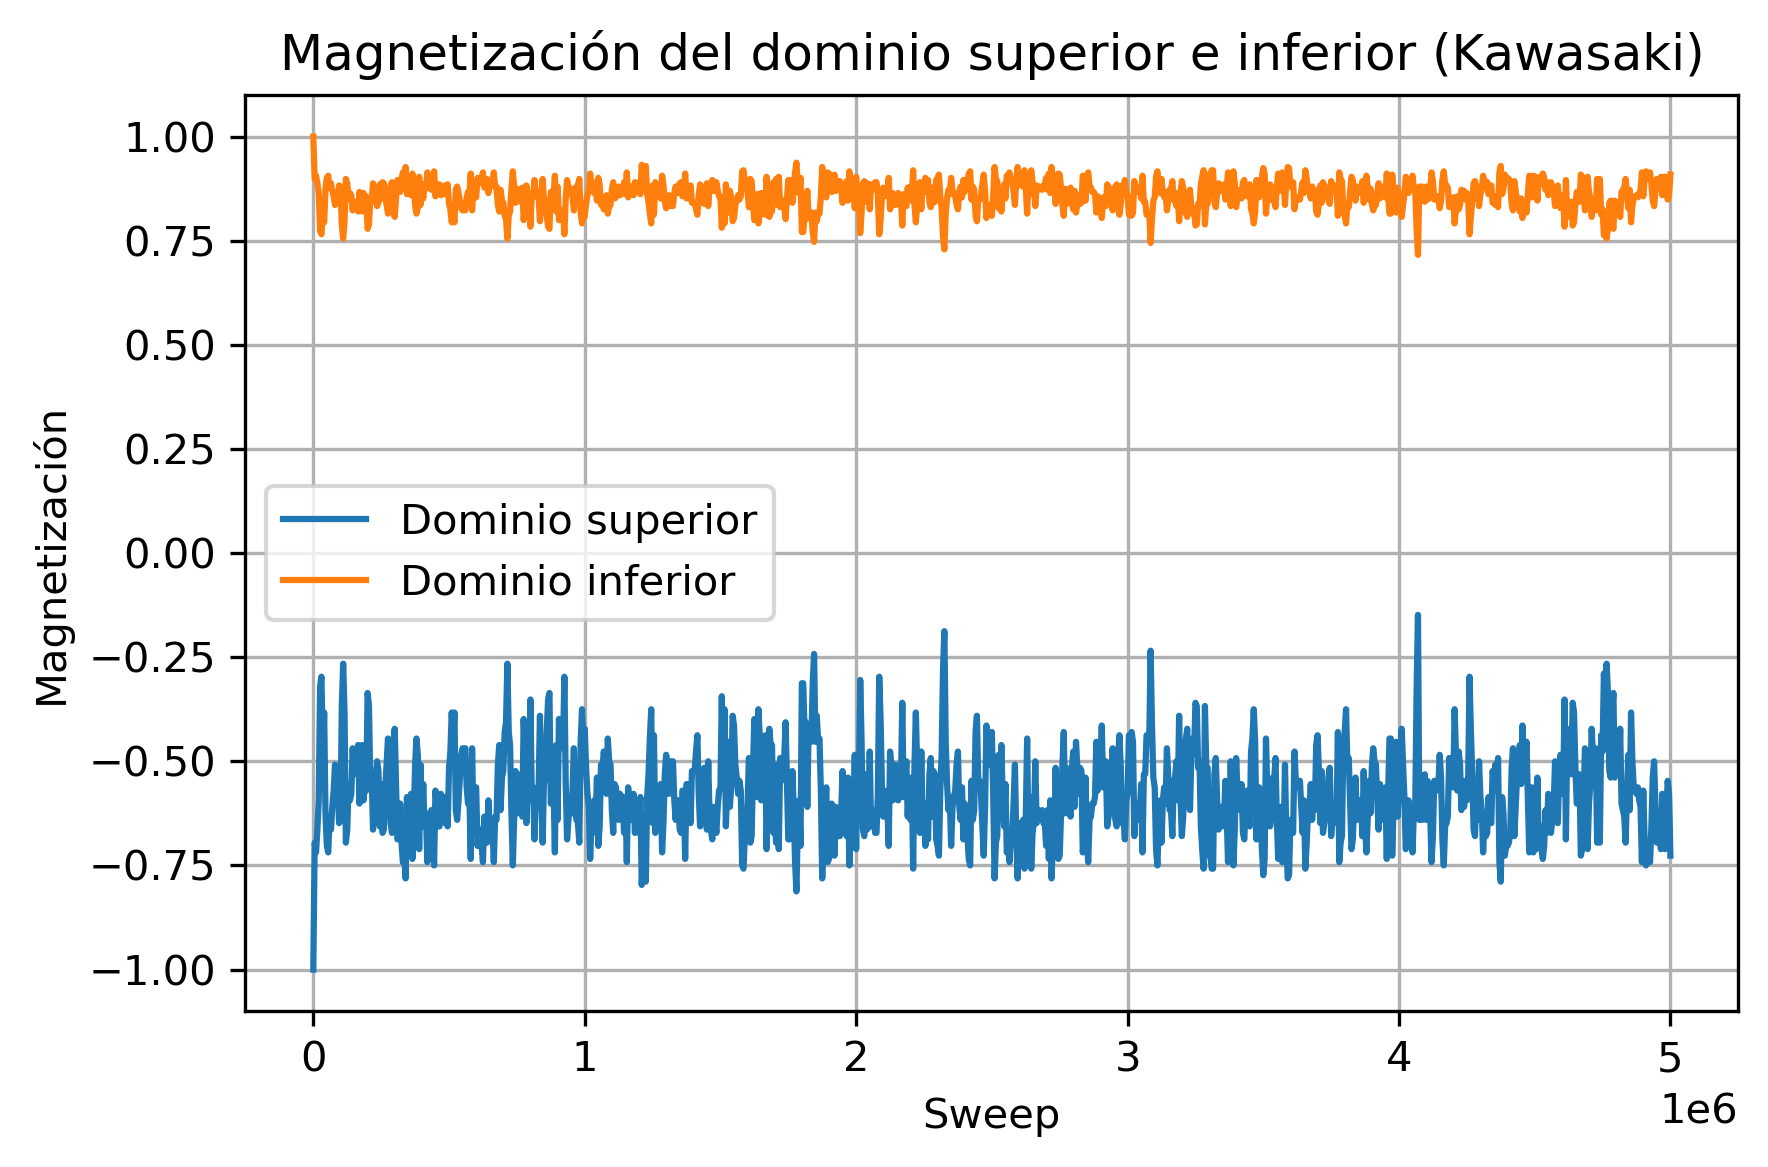 Magnetización del dominio superior e inferior (Kawasaki)
Magnetización
1.00
0.75
0.50
0.25
0.00
−0.25
−0.50
−0.75
−1.00
Dominio superior
Dominio inferior
0 1 2 3 4 5
1e6
Sweep